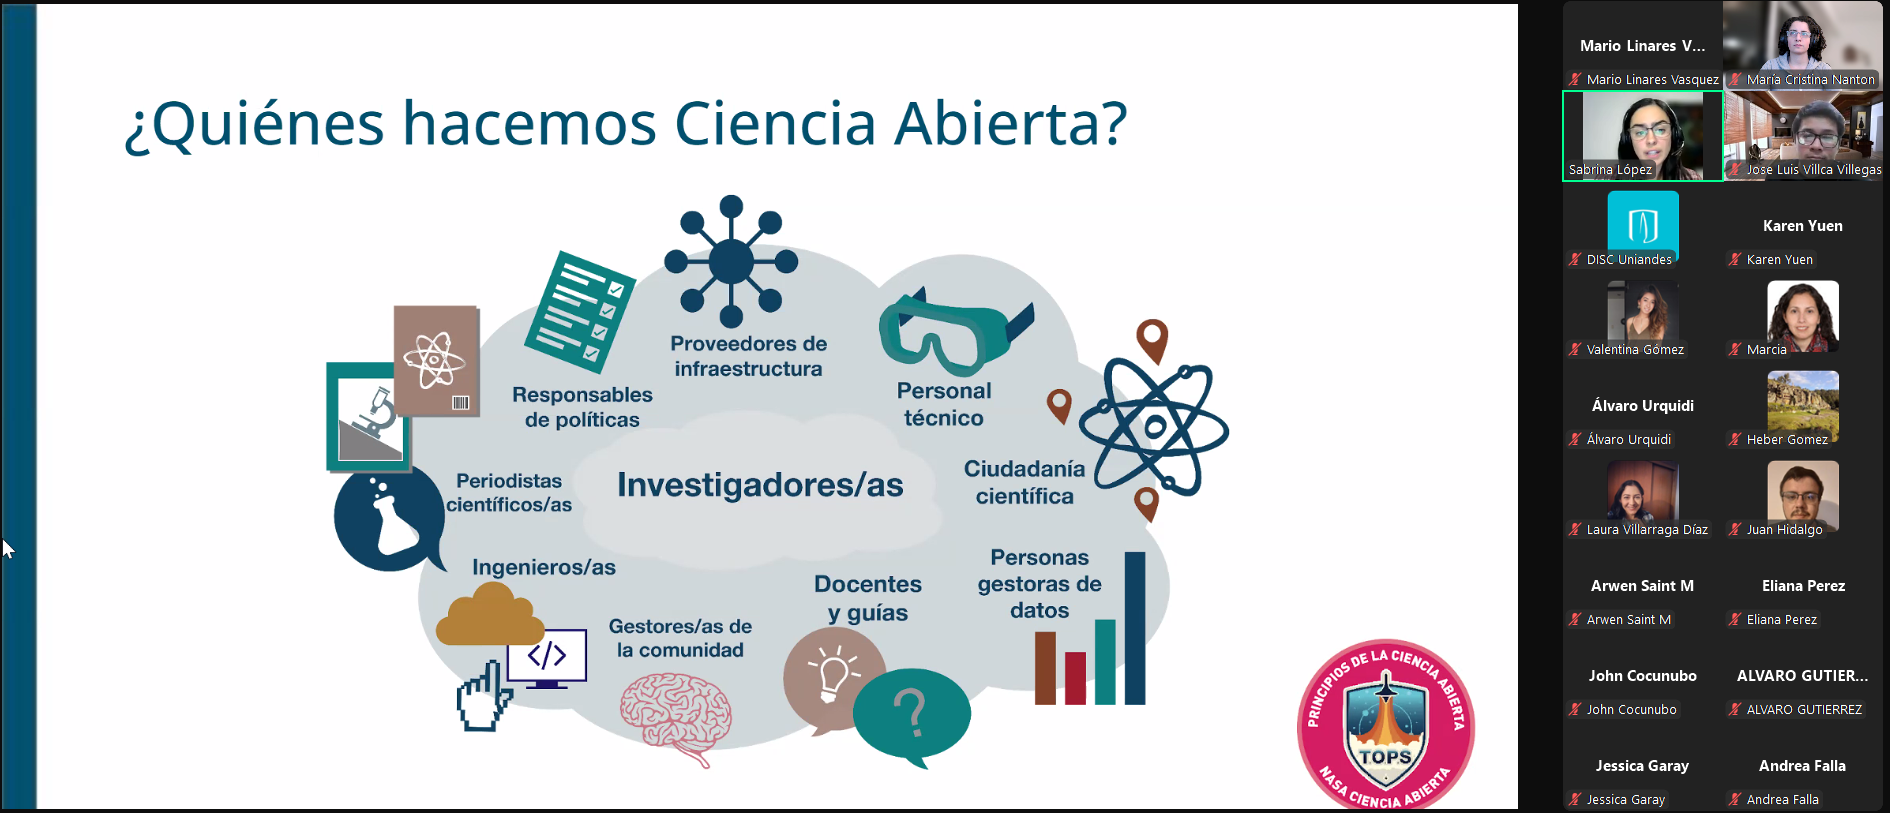 ¿Quiénes hacemos Ciencia Abierta?
Proveedores de
infraestructura
Responsables
de políticas
Personal
técnico
Periodistas
científicos/as
Investigadores/as
Ciudadanía
científica
Ingenieros/as
Docentes
y guías
Personas
gestoras de
datos
Gestores/as de
la comunidad
</>
?
PRINCIPIOS DE LA CIENCIA ABIERTA
TOPS
NASA CIENCIA ABIERTA
Mario Linares V...
Mario Linares Vasquez
María Cristina Nanton
Sabrina López
Jose Luis Villca Villegas
DISC Uniandes
Karen Yuen
Karen Yuen
Valentina Gómez
Marcia
Álvaro Urquidi
Álvaro Urquidi
Heber Gomez
Laura Villarraga Díaz
Juan Hidalgo
Arwen Saint M
Arwen Saint M
Eliana Perez
Eliana Perez
John Cocunubo
John Cocunubo
ALVARO GUTIER...
ALVARO GUTIERREZ
Jessica Garay
Jessica Garay
Andrea Falla
Andrea Falla